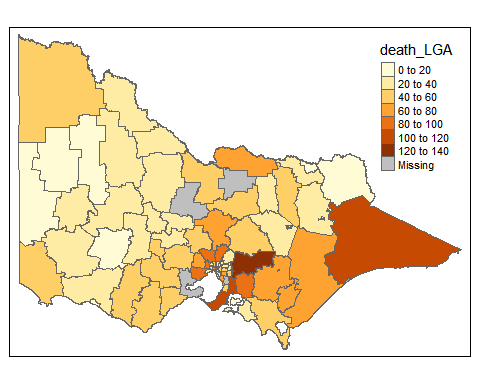 death_LGA
0 to 20
20 to 40
40 to 60
60 to 80
80 to 100
100 to 120
120 to 140
Missing